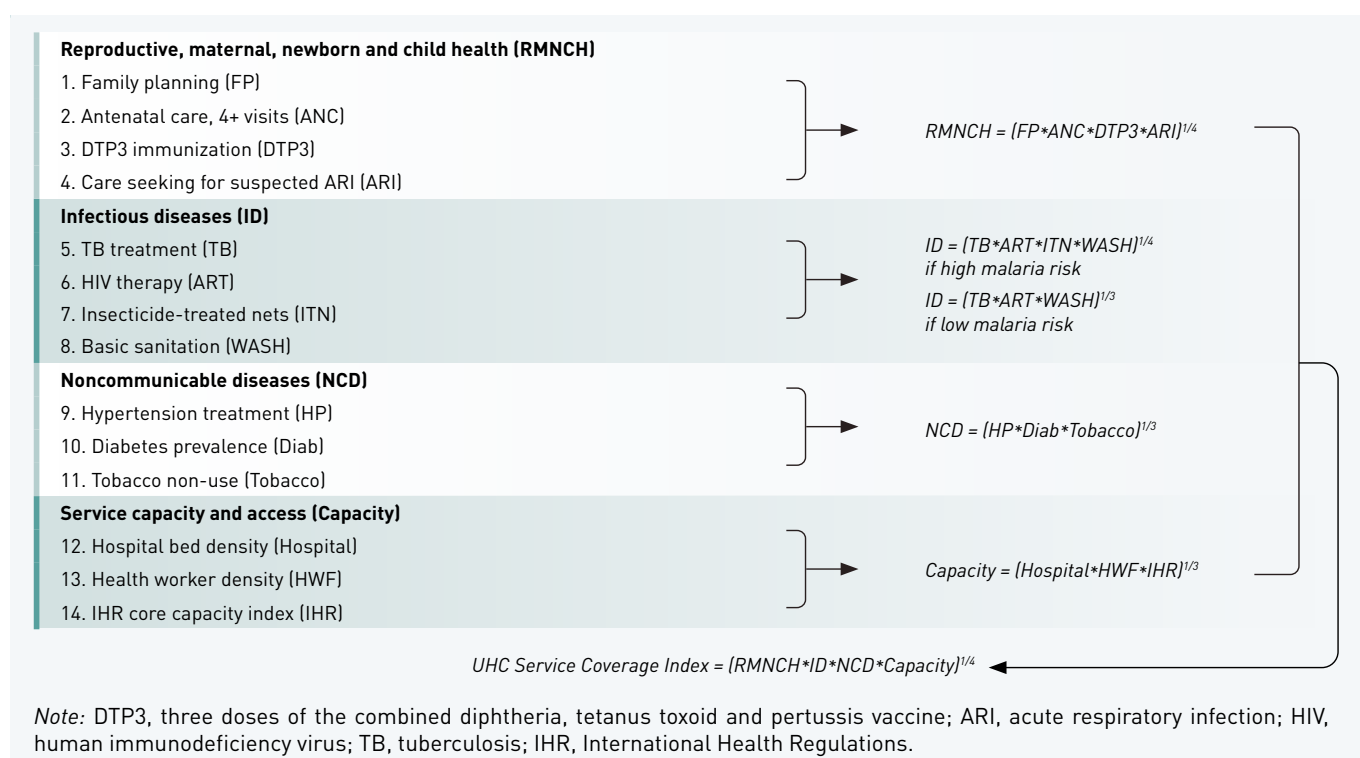 Reproductive, maternal, newborn and child health (RMNCH)
1. Family planning (FP)
2. Antenatal care, 4+ visits (ANC)
3. DTP3 immunization (DTP3)
4. Care seeking for suspected ARI (ARI)
RMNCH = (FP*ANC*DTP3*ARI)1/4
Infectious diseases (ID)
5. TB treatment (TB)
6. HIV therapy (ART)
7. Insecticide-treated nets (ITN)
8. Basic sanitation (WASH)
ID = (TB*ART*ITN*WASH)1/4
if high malaria risk
ID = (TB*ART*WASH)1/3
if low malaria risk
Noncommunicable diseases (NCD)
9. Hypertension treatment (HP)
10. Diabetes prevalence (Diab)
11. Tobacco non-use (Tobacco)
NCD = (HP*Diab*Tobacco)1/3
Service capacity and access (Capacity)
12. Hospital bed density (Hospital)
13. Health worker density (HWF)
14. IHR core capacity index (IHR)
Capacity = (Hospital*HWF*IHR)1/3
UHC Service Coverage Index = (RMNCH*ID*NCD*Capacity)1/4
Note: DTP3, three doses of the combined diphtheria, tetanus toxoid and pertussis vaccine; ARI, acute respiratory infection; HIV,
human immunodeficiency virus; TB, tuberculosis; IHR, International Health Regulations.